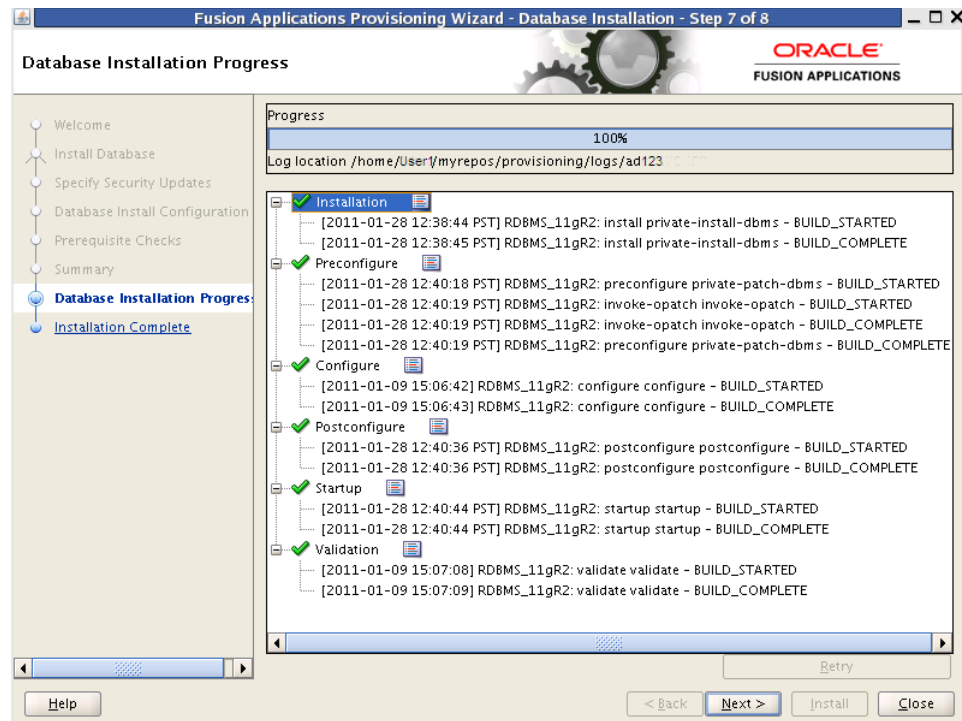 Fusion Applications Provisioning Wizard - Database Installation - Step 7 of 8
Database Installation Progress
ORACLE
FUSION APPLICATIONS
Welcome
Install Database
Specify Security Updates
Database Install Configuration
Prerequisite Checks
Summary
Database Installation Progres
Installation Complete
Progress
100%
Log location /home/User1/myrepos/provisioning/logs/ad123
Installation
[2011-01-28 12:38:44 PST] RDBMS_11gR2: install private-install-dbms - BUILD_STARTED
[2011-01-28 12:38:45 PST] RDBMS_11gR2: install private-install-dbms - BUILD_COMPLETE
Preconfigure
[2011-01-28 12:40:18 PST] RDBMS_11gR2: preconfigure private-patch-dbms - BUILD_STARTED
[2011-01-28 12:40:19 PST] RDBMS_11gR2: invoke-opatch invoke-opatch - BUILD_STARTED
[2011-01-28 12:40:19 PST] RDBMS_11gR2: invoke-opatch invoke-opatch - BUILD_COMPLETE
[2011-01-28 12:40:19 PST] RDBMS_11gR2: preconfigure private-patch-dbms - BUILD_COMPLETE
Configure
[2011-01-09 15:06:42] RDBMS_11gR2: configure configure - BUILD_STARTED
[2011-01-09 15:06:43] RDBMS_11gR2: configure configure - BUILD_COMPLETE
Postconfigure
[2011-01-28 12:40:36 PST] RDBMS_11gR2: postconfigure postconfigure - BUILD_STARTED
[2011-01-28 12:40:36 PST] RDBMS_11gR2: postconfigure postconfigure - BUILD_COMPLETE
Startup
[2011-01-28 12:40:44 PST] RDBMS_11gR2: startup startup - BUILD_STARTED
[2011-01-28 12:40:44 PST] RDBMS_11gR2: startup startup - BUILD_COMPLETE
Validation
[2011-01-09 15:07:08] RDBMS_11gR2: validate validate - BUILD_STARTED
[2011-01-09 15:07:09] RDBMS_11gR2: validate validate - BUILD_COMPLETE
Retry
Help
< Back
Next >
Install
Close